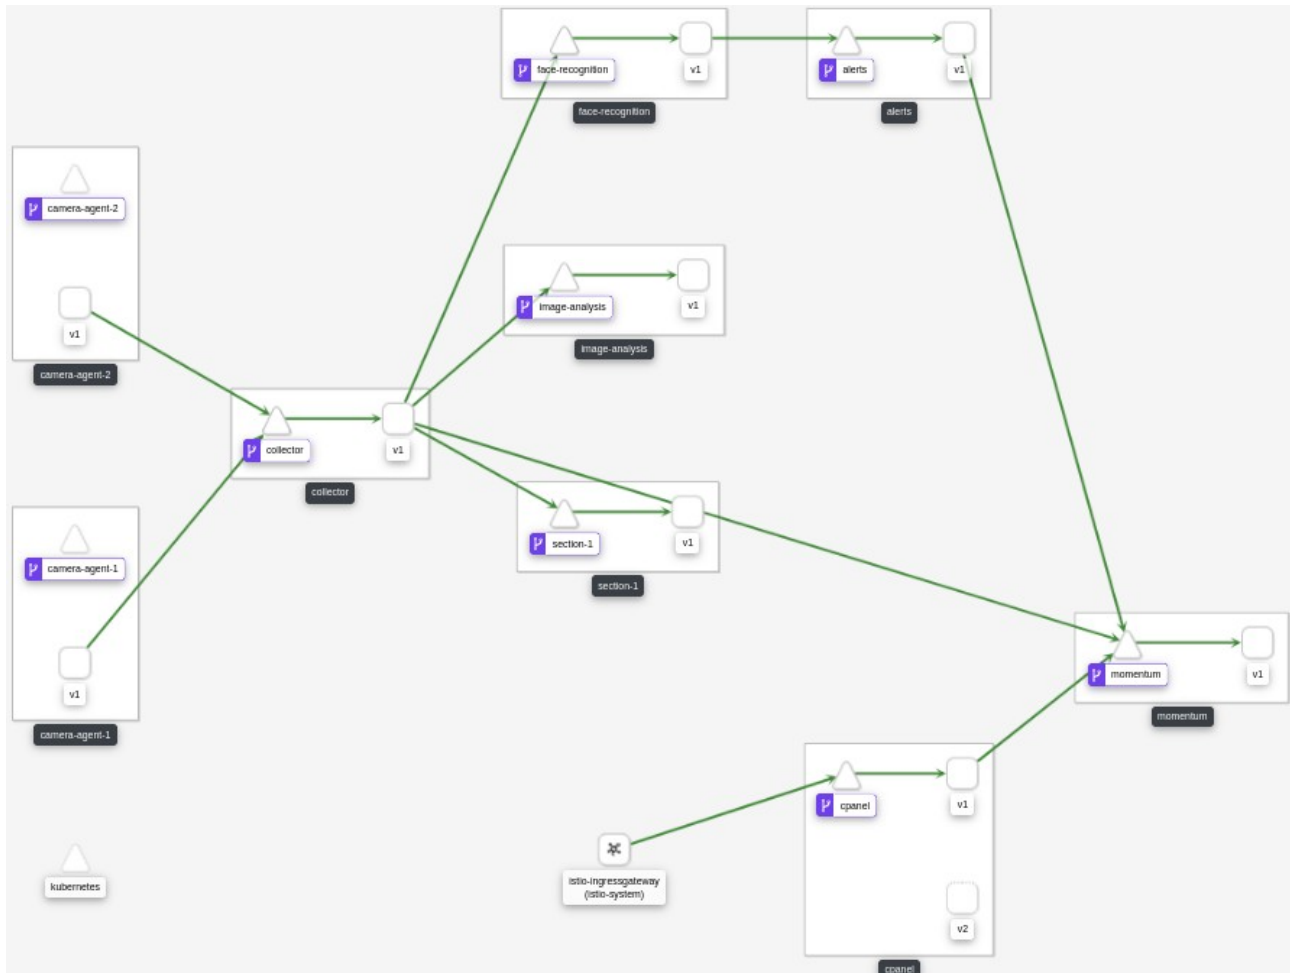 face-recognition
v1
face-recognition
alerts
v1
alerts
camera-agent-2
v1
camera-agent-2
image-analysis
v1
image-analysis
collector
v1
collector
section-1
v1
section-1
camera-agent-1
v1
camera-agent-1
momentum
v1
momentum
cpanel
v1
v2
cpanel
istio-ingressgateway
(istio-system)
kubernetes